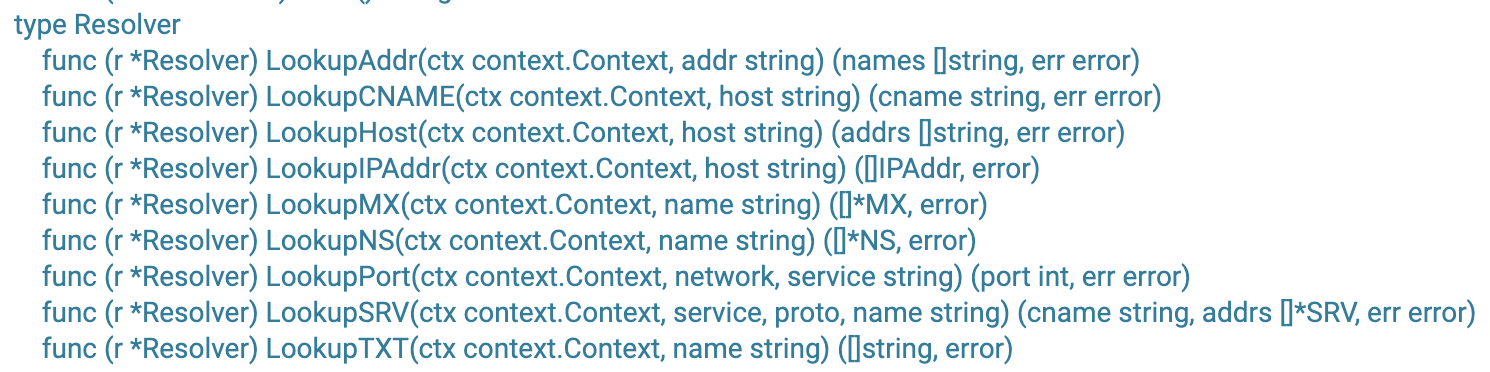 type Resolver
func (r *Resolver) LookupAddr(ctx context.Context, addr string) (names []string, err error)
func (r *Resolver) LookupCNAME(ctx context.Context, host string) (cname string, err error)
func (r *Resolver) LookupHost(ctx context.Context, host string) (addrs []string, err error)
func (r *Resolver) LookupIPAddr(ctx context.Context, host string) ([]IPAddr, error)
func (r *Resolver) LookupMX(ctx context.Context, name string) ([]*MX, error)
func (r *Resolver) LookupNS(ctx context.Context, name string) ([]*NS, error)
func (r *Resolver) LookupPort(ctx context.Context, network, service string) (port int, err error)
func (r *Resolver) LookupSRV(ctx context.Context, service, proto, name string) (cname string, addrs []*SRV, err error)
func (r *Resolver) LookupTXT(ctx context.Context, name string) ([]string, error)